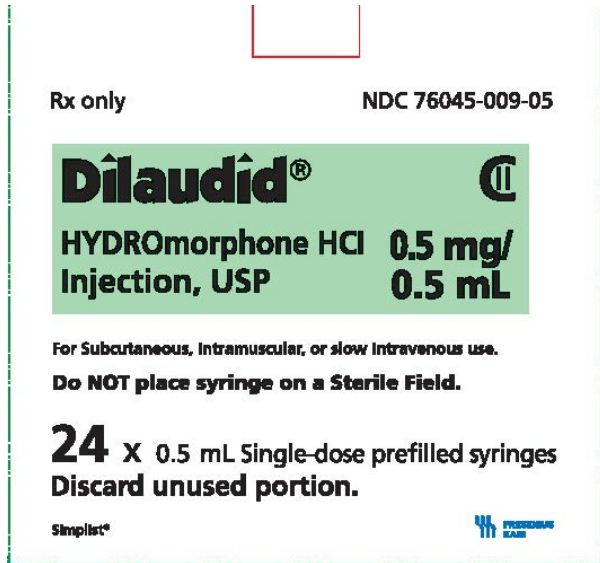 Rx only NDC 76045-009-05
Dilaudid® CII
HYDROmorphone HCl 0.5 mg/
Injection, USP 0.5 mL
For Subcutaneous, Intramuscular, or slow Intravenous use.
Do NOT place syringe on a Sterile Field.
24 X 0.5 mL Single-dose prefilled syringes
Discard unused portion.
Simplist®
FRESENIUS
KABI